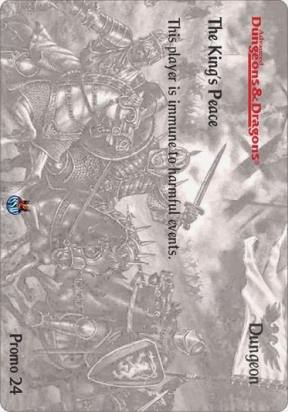 Advanced
Dungeons & Dragons®
Dungeon
The King's Peace
This player is immune to harmful events.
Promo 24